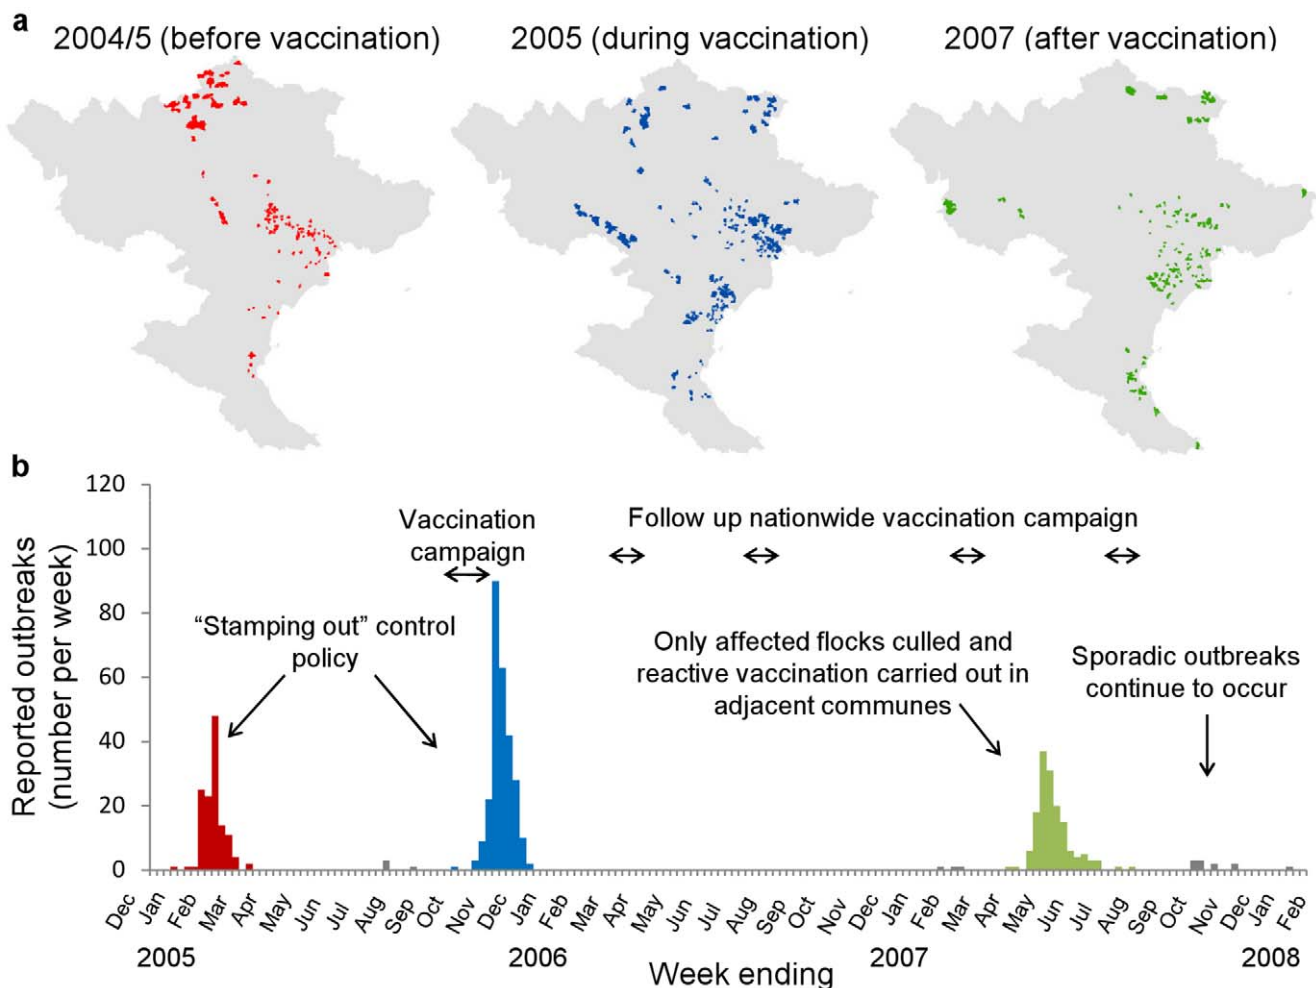 a
2004/5 (before vaccination)
2005 (during vaccination)
2007 (after vaccination)
b
Reported outbreaks
(number per week)
120
100
80
60
40
20
0
Vaccination
campaign
Follow up nationwide vaccination campaign
“Stamping out” control
policy
Only affected flocks culled and
reactive vaccination carried out in
adjacent communes
Sporadic outbreaks
continue to occur
Dec Jan Feb Mar Apr May Jun Jul Aug Sep Oct Nov Dec Jan Feb Mar Apr May Jun Jul Aug Sep Oct Nov Dec Jan Feb Mar Apr May Jun Jul Aug Sep Oct Nov Dec Jan Feb
2005 2006 2007 2008
Week ending